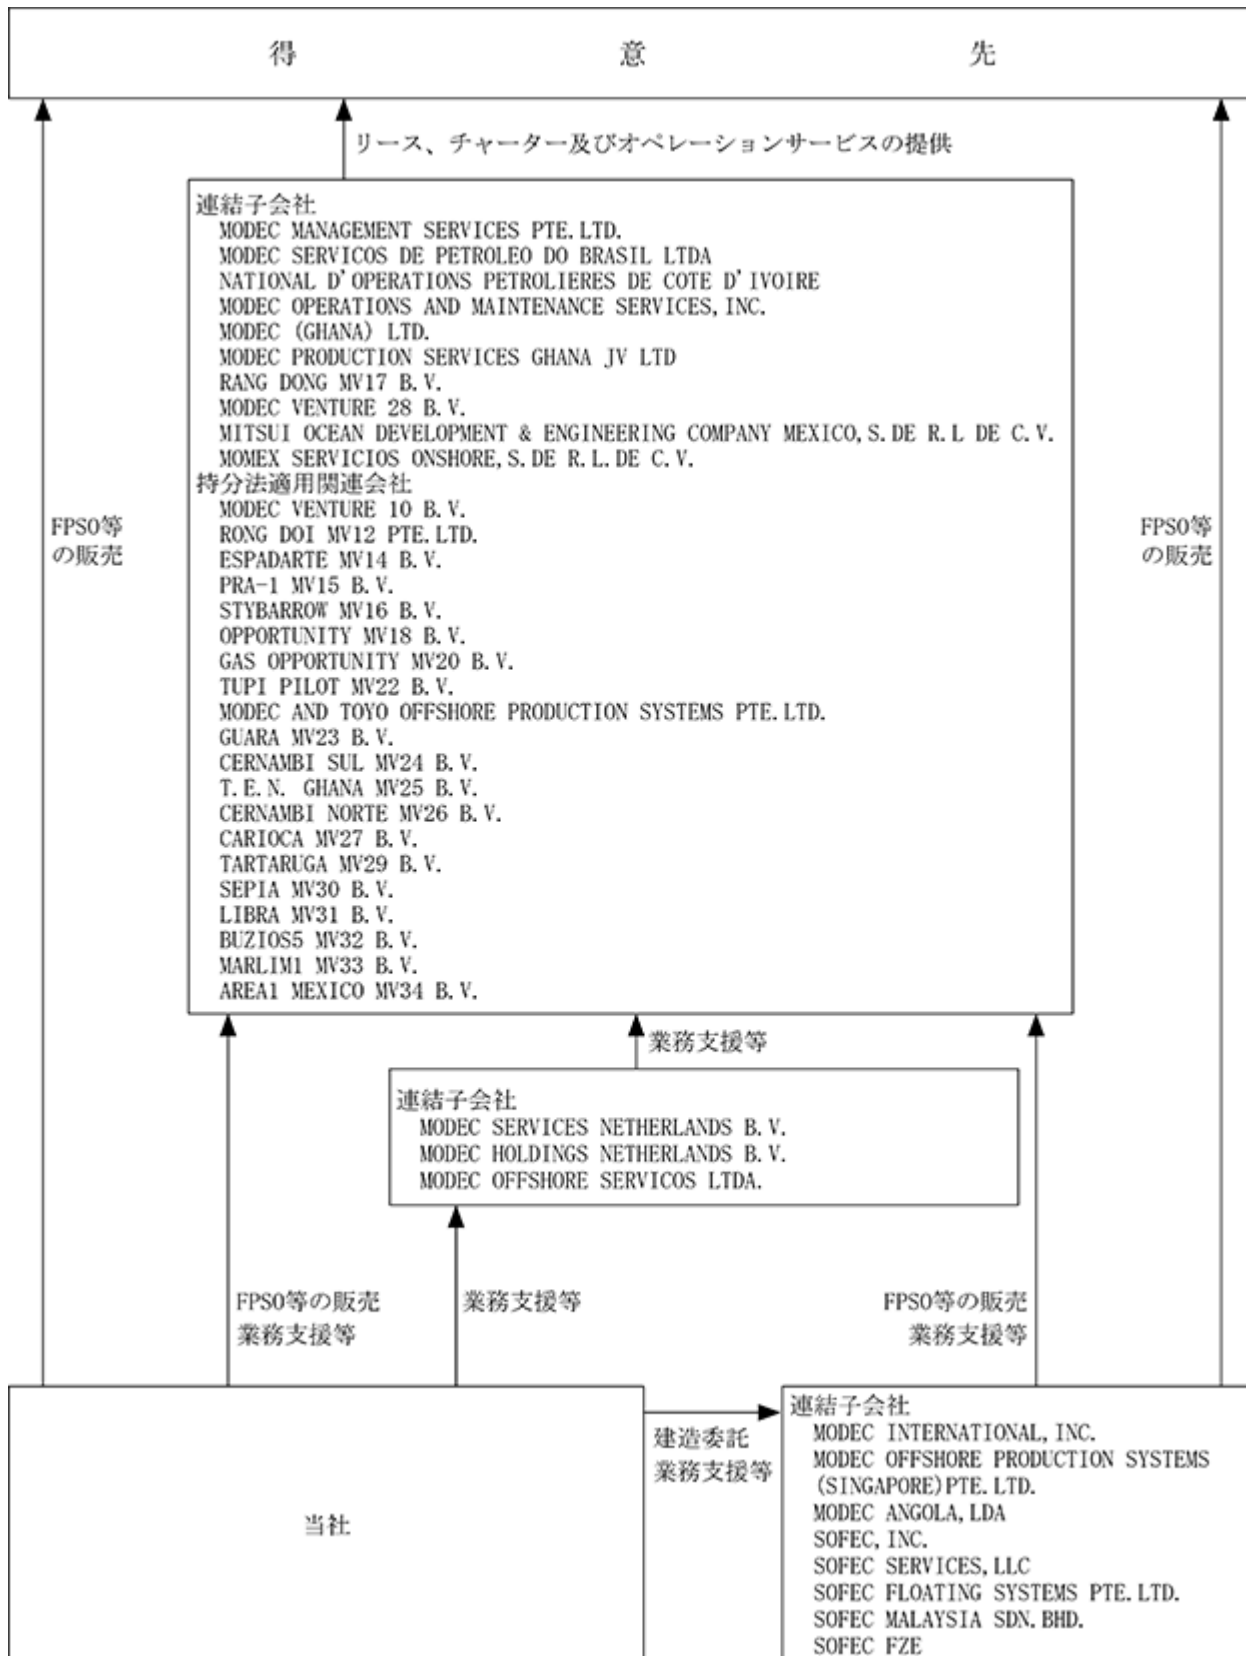 得意先
リース、チャーター及びオペレーションサービスの提供
連結子会社
MODEC MANAGEMENT SERVICES PTE.LTD.
MODEC SERVICOS DE PETROLEO DO BRASIL LTDA
NATIONAL D'OPERATIONS PETROLIERES DE COTE D'IVOIRE
MODEC OPERATIONS AND MAINTENANCE SERVICES,INC.
MODEC (GHANA) LTD.
MODEC PRODUCTION SERVICES GHANA JV LTD
RANG DONG MV17 B.V.
MODEC VENTURE 28 B.V.
MITSUI OCEAN DEVELOPMENT & ENGINEERING COMPANY MEXICO,S.DE R.L DE C.V.
MOMEX SERVICIOS ONSHORE,S.DE R.L.DE C.V.
持分法適用関連会社
MODEC VENTURE 10 B.V.
RONG DOI MV12 PTE.LTD.
ESPADARTE MV14 B.V.
PRA-1 MV15 B.V.
STYBARROW MV16 B.V.
OPPORTUNITY MV18 B.V.
GAS OPPORTUNITY MV20 B.V.
TUPI PILOT MV22 B.V.
MODEC AND TOYO OFFSHORE PRODUCTION SYSTEMS PTE.LTD.
GUARA MV23 B.V.
CERNAMBI SUL MV24 B.V.
T.E.N. GHANA MV25 B.V.
CERNAMBI NORTE MV26 B.V.
CARIOCA MV27 B.V.
TARTARUGA MV29 B.V.
SEPIA MV30 B.V.
LIBRA MV31 B.V.
BUZIOS5 MV32 B.V.
MARLIM1 MV33 B.V.
AREA1 MEXICO MV34 B.V.
FPSO等
の販売
FPSO等
の販売
業務支援等
連結子会社
MODEC SERVICES NETHERLANDS B.V.
MODEC HOLDINGS NETHERLANDS B.V.
MODEC OFFSHORE SERVICOS LTDA.
FPSO等の販売
業務支援等
業務支援等
FPSO等の販売
業務支援等
当社
建造委託
業務支援等
連結子会社
MODEC INTERNATIONAL,INC.
MODEC OFFSHORE PRODUCTION SYSTEMS
(SINGAPORE)PTE.LTD.
MODEC ANGOLA,LDA
SOFEC,INC.
SOFEC SERVICES,LLC
SOFEC FLOATING SYSTEMS PTE.LTD.
SOFEC MALAYSIA SDN.BHD.
SOFEC FZE